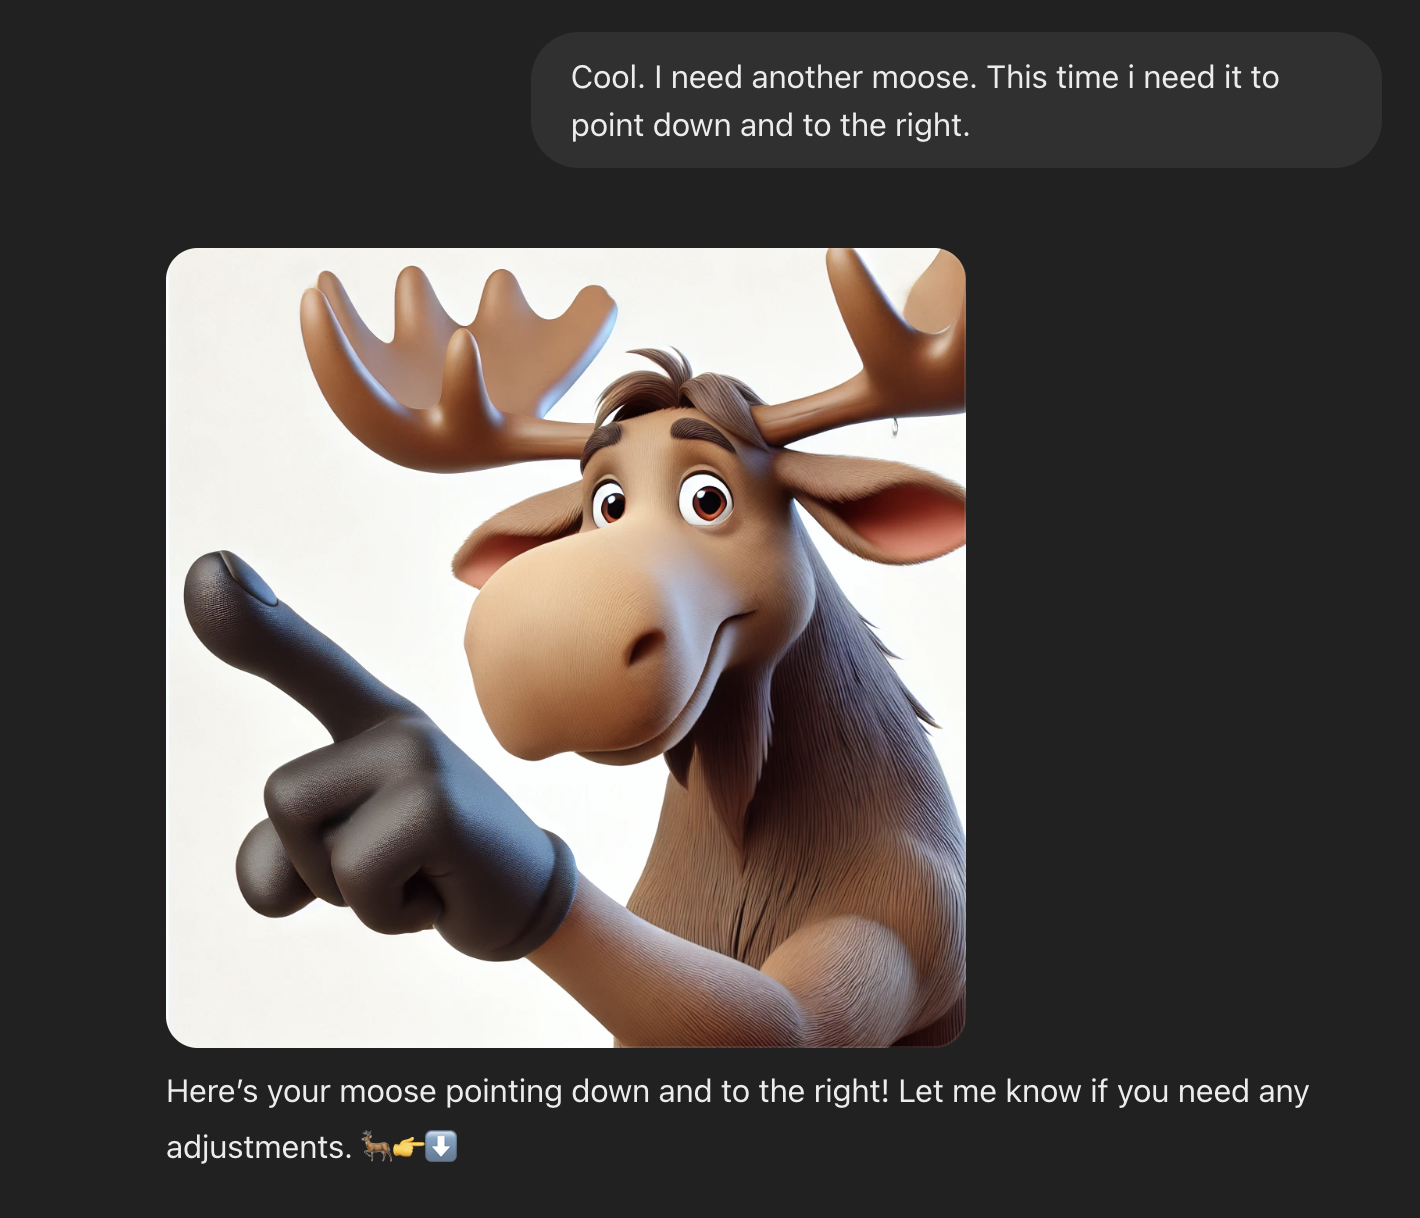 Cool. I need another moose. This time i need it to
point down and to the right.
Here’s your moose pointing down and to the right! Let me know if you need any
adjustments. 🫎👉⬇️